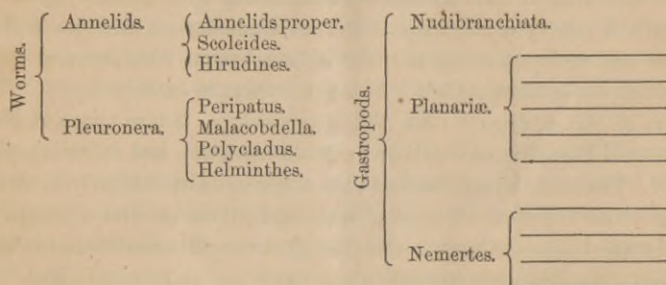 Worms.
Annelids.
Annelids proper.
Scoleides.
Hirudines.
Pleuronera.
Peripatus.
Malacobdella.
Polycladus.
Helminthes.
Gastropods.
Nudibranchiata.
Planariæ.
Nemertes.